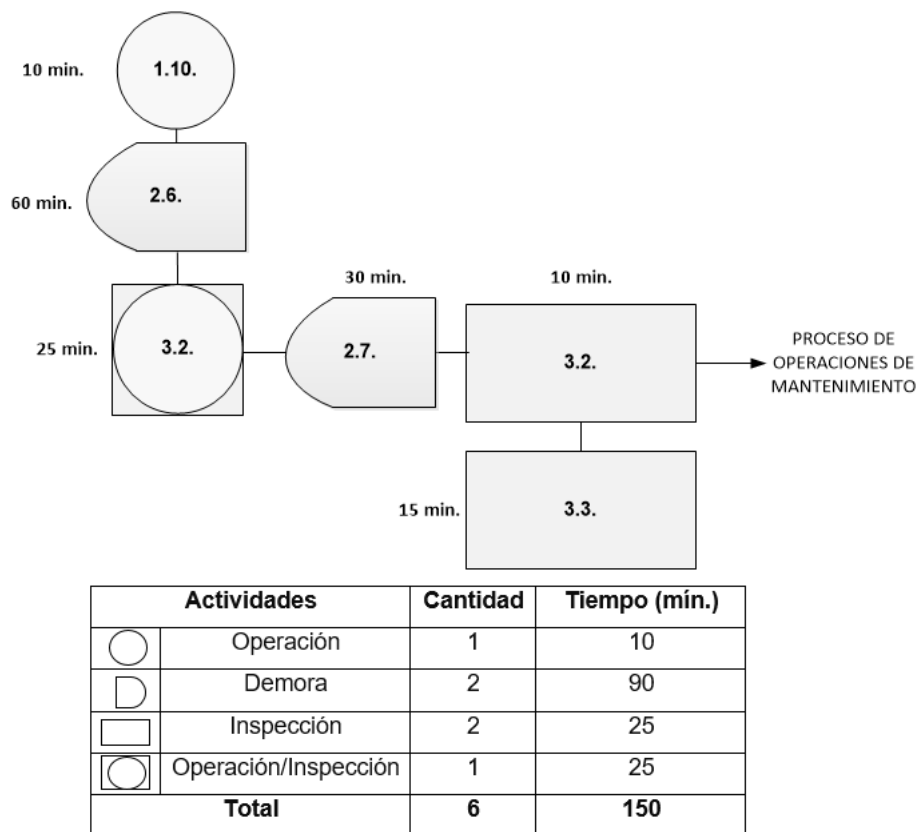 10 min.
1.10.
60 min.
2.6.
30 min.
10 min.
25 min.
3.2.
2.7.
3.2.
PROCESO DE
OPERACIONES DE
MANTENIMIENTO
15 min.
3.3.
Actividades Cantidad Tiempo (mín.)
Operación 1 10
Demora 2 90
Inspección 2 25
Operación/Inspección 1 25
Total 6 150